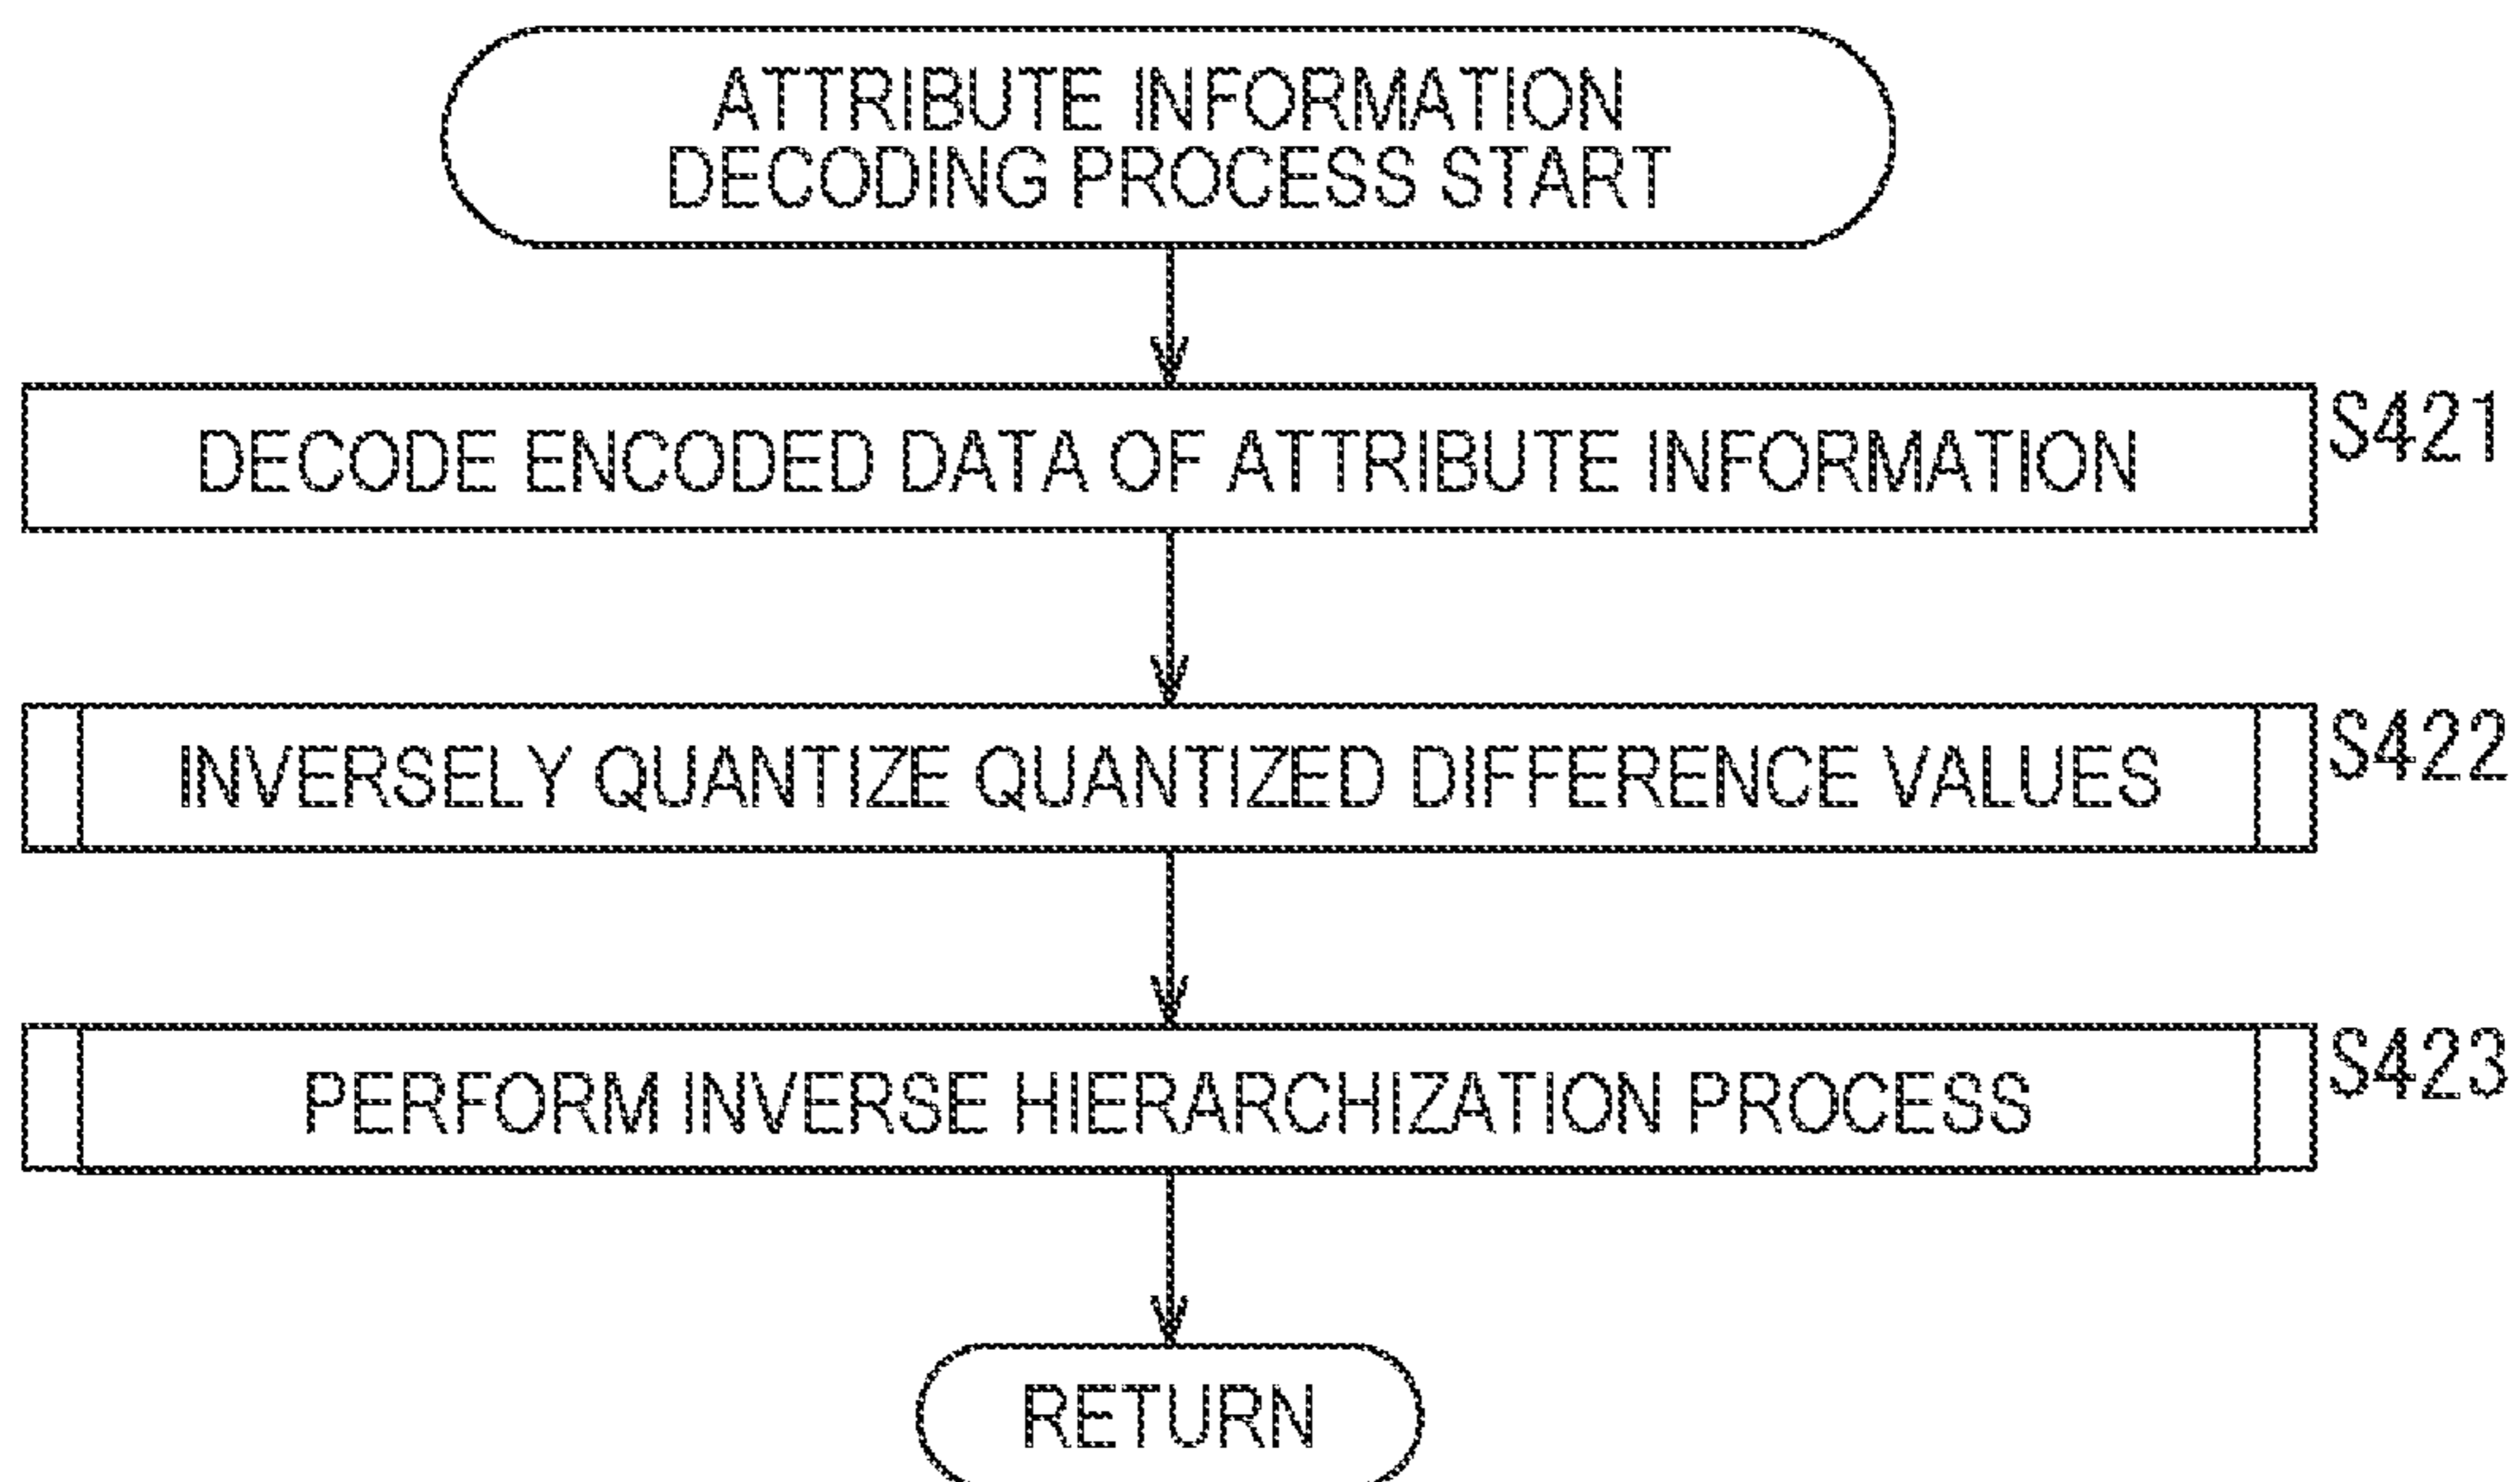 ATTRIBUTE INFORMATION
DECODING PROCESS START
DECODE ENCODED DATA OF ATTRIBUTE INFORMATION
S421
INVERSELY QUANTIZE QUANTIZED DIFFERENCE VALUES
S422
PERFORM INVERSE HIERARCHIZATION PROCESS
S423
RETURN